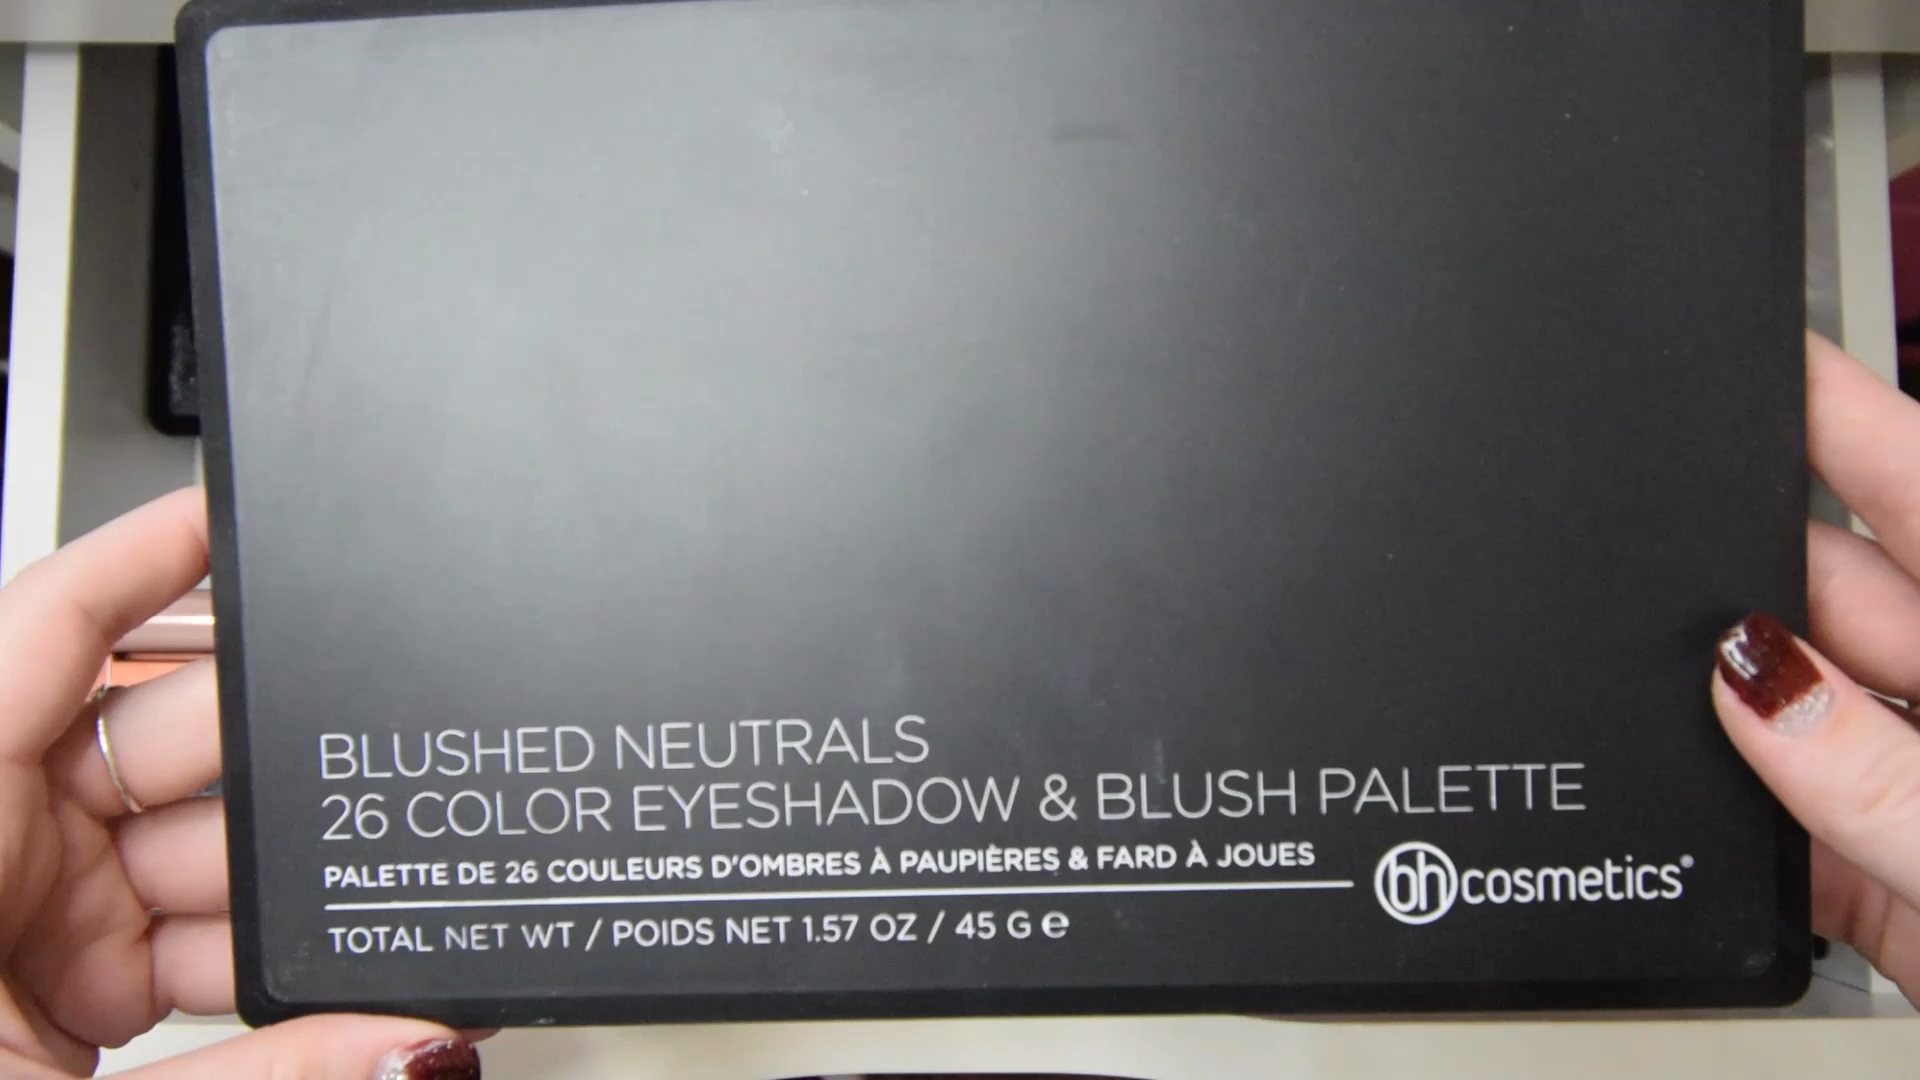 BLUSHED NEUTRALS
26 COLOR EYESHADOW & BLUSH PALETTE
PALETTE DE 26 COULEURS D'OMBRES À PAUPIÈRES & FARD À JOUES
bh cosmetics®
TOTAL NET WT / POIDS NET 1.57 OZ / 45 G ℮